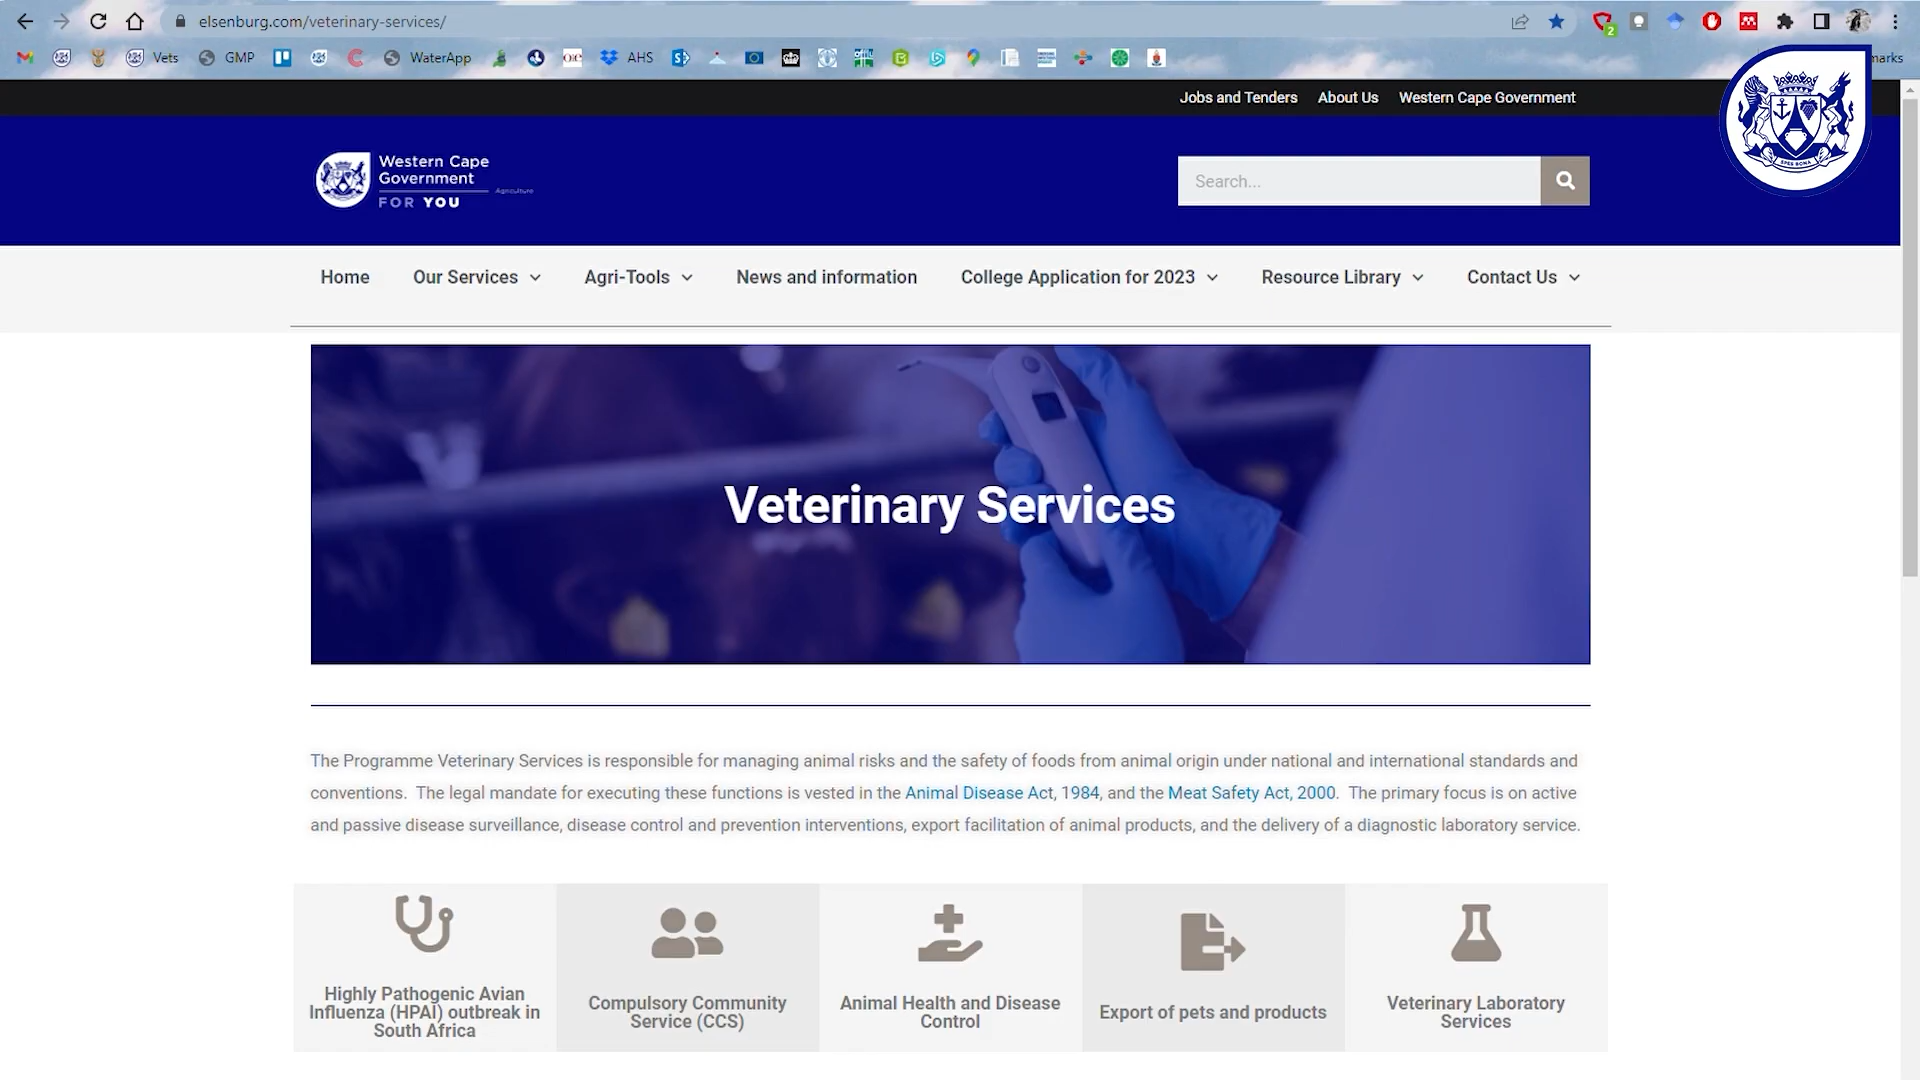 elsenburg.com/veterinary-services/
2
Vets
GMP
WaterApp
AHS
marks
Jobs and Tenders
About Us
Western Cape Government
Western Cape
Government
Agriculture
FOR YOU
Search...
Home
Our Services
Agri-Tools
News and information
College Application for 2023
Resource Library
Contact Us
Veterinary Services
The Programme Veterinary Services is responsible for managing animal risks and the safety of foods from animal origin under national and international standards and
conventions. The legal mandate for executing these functions is vested in the Animal Disease Act, 1984, and the Meat Safety Act, 2000. The primary focus is on active
and passive disease surveillance, disease control and prevention interventions, export facilitation of animal products, and the delivery of a diagnostic laboratory service.
Highly Pathogenic Avian
Influenza (HPAI) outbreak in
South Africa
Compulsory Community
Service (CCS)
Animal Health and Disease
Control
Export of pets and products
Veterinary Laboratory
Services